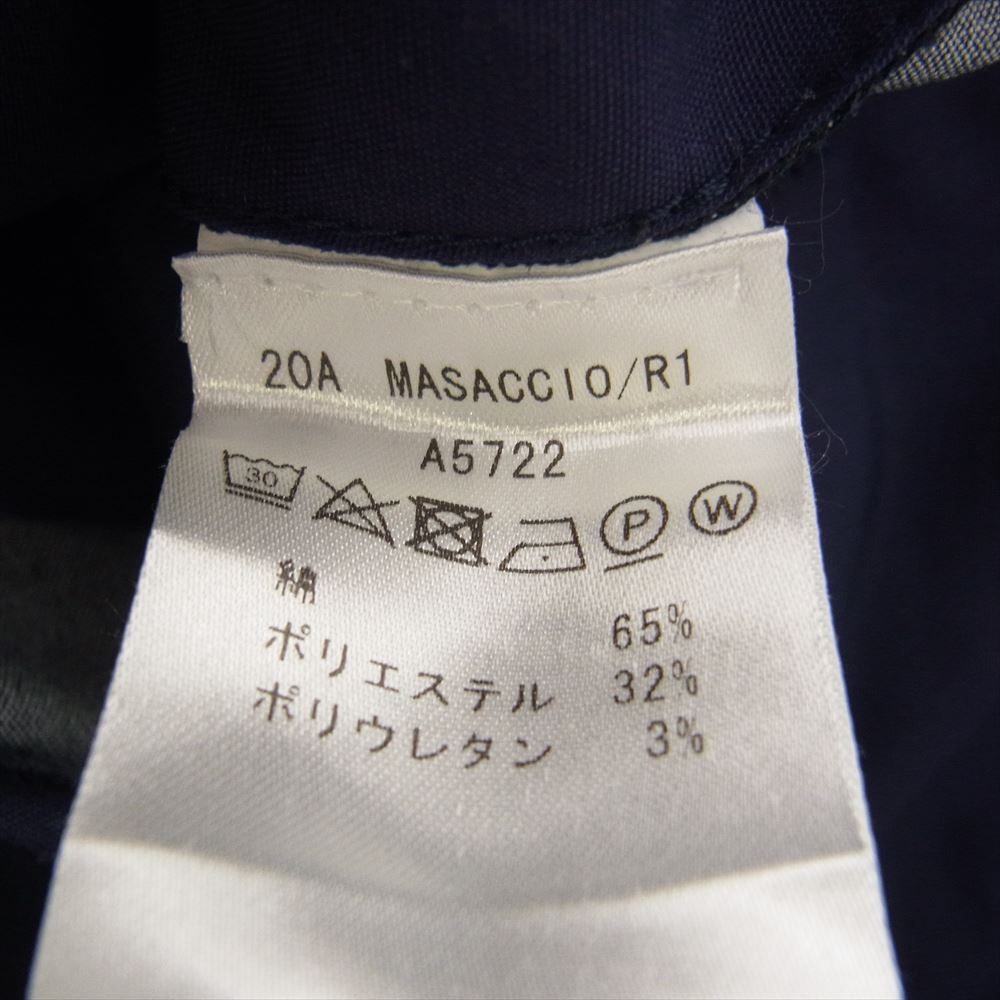 20A MASACCIO/R1
A5722
30 P W
綿 65%
ポリエステル 32%
ポリウレタン 3%